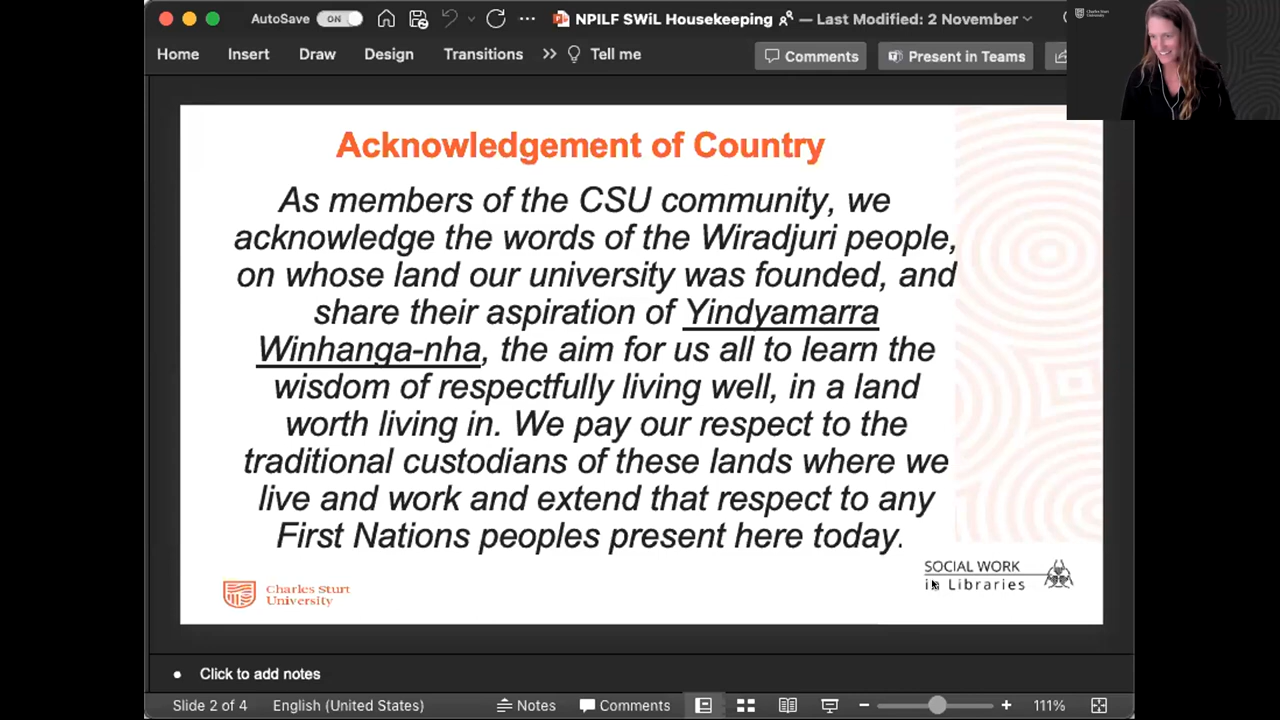 AutoSave ON
NPILF SWiL Housekeeping — Last Modified: 2 November
Charles Sturt
University
Home Insert Draw Design Transitions Tell me Comments Present in Teams
Acknowledgement of Country
As members of the CSU community, we
acknowledge the words of the Wiradjuri people,
on whose land our university was founded, and
share their aspiration of Yindyamarra
Winhanga-nha, the aim for us all to learn the
wisdom of respectfully living well, in a land
worth living in. We pay our respect to the
traditional custodians of these lands where we
live and work and extend that respect to any
First Nations peoples present here today.
SOCIAL WORK
in Libraries
Charles Sturt
University
Click to add notes
Slide 2 of 4 English (United States) Notes Comments 111%